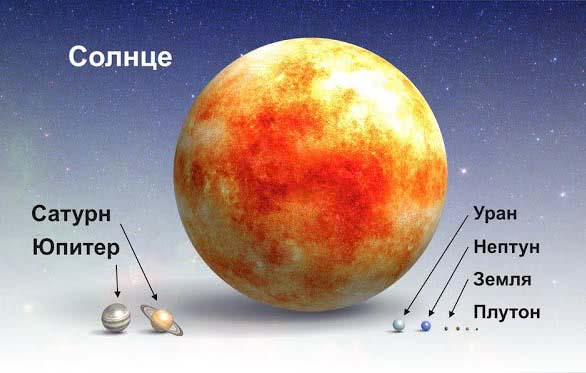 Солнце
Сатурн
Юпитер
Уран
Нептун
Земля
Плутон